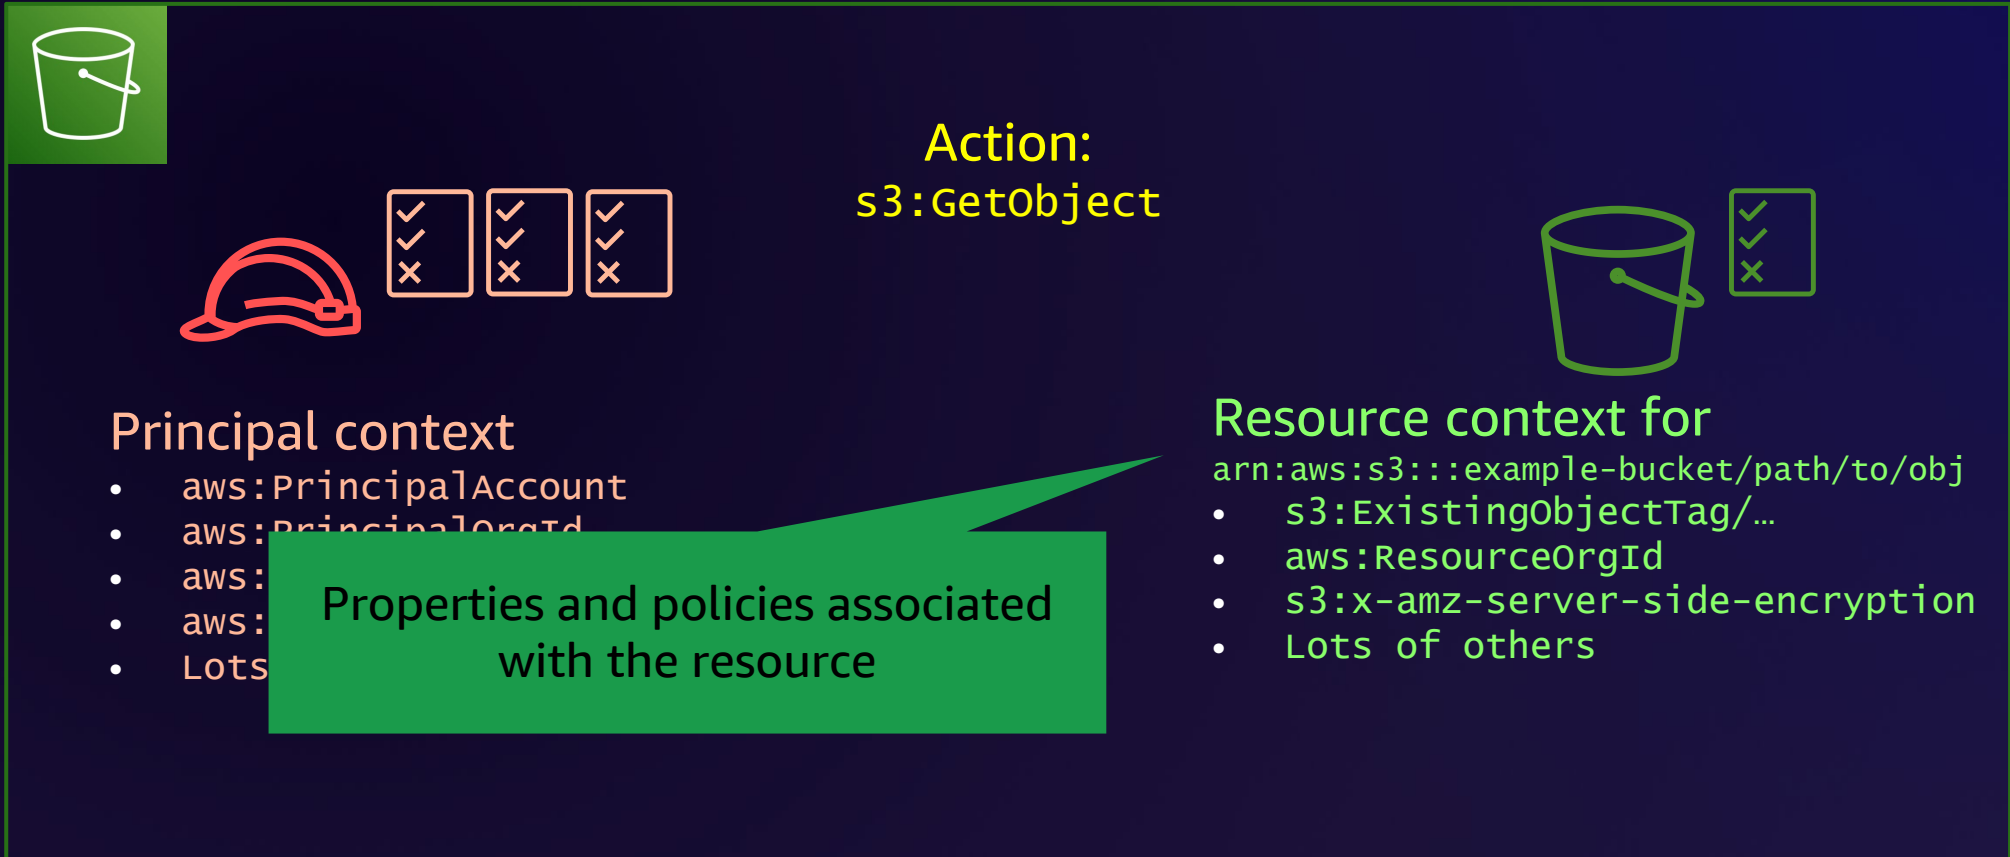 Action:
s3:GetObject
Principal context
• aws:PrincipalAccount
• aws:PrincipalOrgId
• aws:
• aws:
• Lots
Properties and policies associated
with the resource
Resource context for
arn:aws:s3:::example-bucket/path/to/obj
• s3:ExistingObjectTag/…
• aws:ResourceOrgId
• s3:x-amz-server-side-encryption
• Lots of others